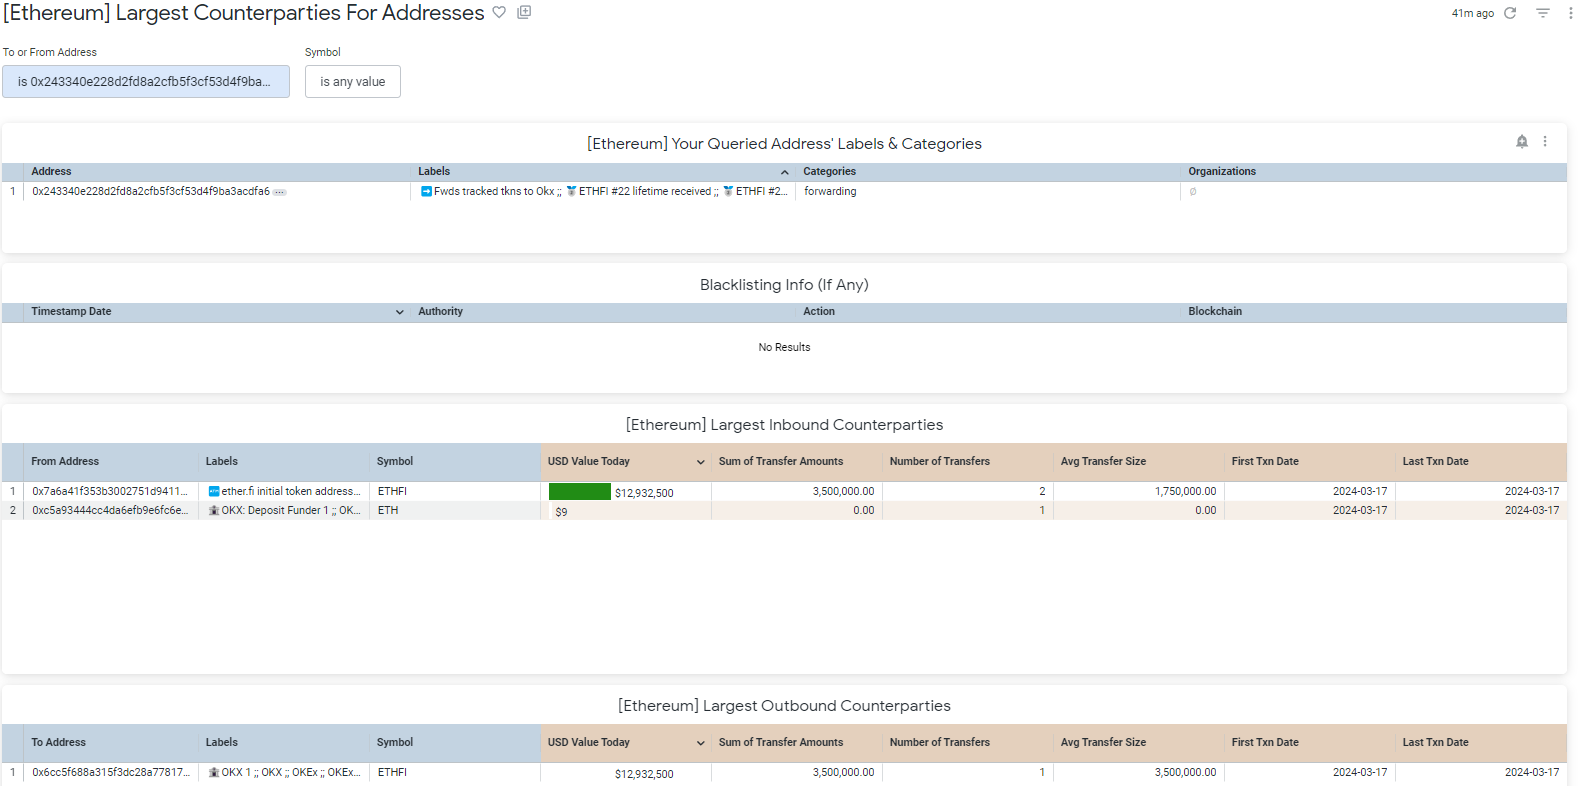 [Ethereum] Largest Counterparties For Addresses
41m ago
To or From Address
Symbol
is 0x243340e228d2fd8a2cfb5f3cf53d4f9ba...
is any value
[Ethereum] Your Queried Address' Labels & Categories
Address Labels Categories Organizations
1 0x243340e228d2fd8a2cfb5f3cf53d4f9ba3acdfa6 Fwds tracked tkns to Okx ;; ETHFI #22 lifetime received ;; ETHFI #2... forwarding Ø
Blacklisting Info (If Any)
Timestamp Date Authority Action Blockchain
No Results
[Ethereum] Largest Inbound Counterparties
From Address Labels Symbol USD Value Today Sum of Transfer Amounts Number of Transfers Avg Transfer Size First Txn Date Last Txn Date
1 0x7a6a41f353b3002751d9411... ether.fi initial token address... ETHFI $12,932,500 3,500,000.00 2 1,750,000.00 2024-03-17 2024-03-17
2 0xc5a93444cc4da6efb9e6fc6e... OKX: Deposit Funder 1 ;; OK... ETH $9 0.00 1 0.00 2024-03-17 2024-03-17
[Ethereum] Largest Outbound Counterparties
To Address Labels Symbol USD Value Today Sum of Transfer Amounts Number of Transfers Avg Transfer Size First Txn Date Last Txn Date
1 0x6cc5f688a315f3dc28a77817... OKX 1 ;; OKX ;; OKEx ;; OKEx... ETHFI $12,932,500 3,500,000.00 1 3,500,000.00 2024-03-17 2024-03-17